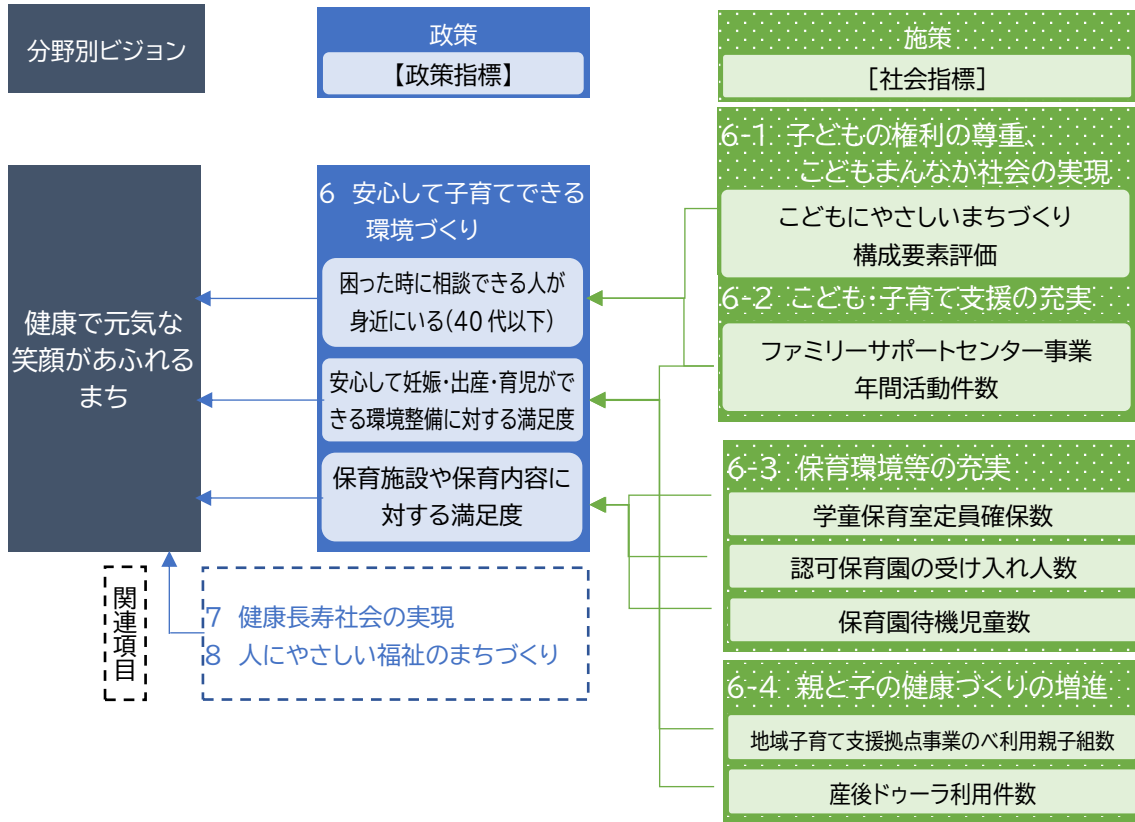 分野別ビジョン
政策
【政策指標】
施策
[社会指標]
健康で元気な
笑顔があふれる
まち
6 安心して子育てできる
環境づくり
困った時に相談できる人が
身近にいる(40代以下)
安心して妊娠・出産・育児がで
きる環境整備に対する満足度
保育施設や保育内容に
対する満足度
関連項目
7 健康長寿社会の実現
8 人にやさしい福祉のまちづくり
6-1 子どもの権利の尊重、
こどもまんなか社会の実現
こどもにやさしいまちづくり
構成要素評価
6-2 こども・子育て支援の充実
ファミリーサポートセンター事業
年間活動件数
6-3 保育環境等の充実
学童保育室定員確保数
認可保育園の受け入れ人数
保育園待機児童数
6-4 親と子の健康づくりの増進
地域子育て支援拠点事業のべ利用親子組数
産後ドゥーラ利用件数